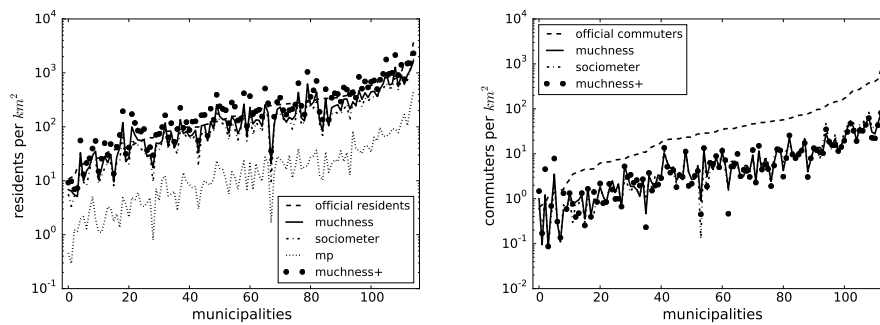 10^4
10^3
10^2
10^1
10^0
10^-1
residents per km^2
0 20 40 60 80 100
municipalities
official residents
muchness
sociometer
mp
muchness+
10^4
10^3
10^2
10^1
10^0
10^-1
10^-2
commuters per km^2
0 20 40 60 80 100
municipalities
official commuters
muchness
sociometer
muchness+